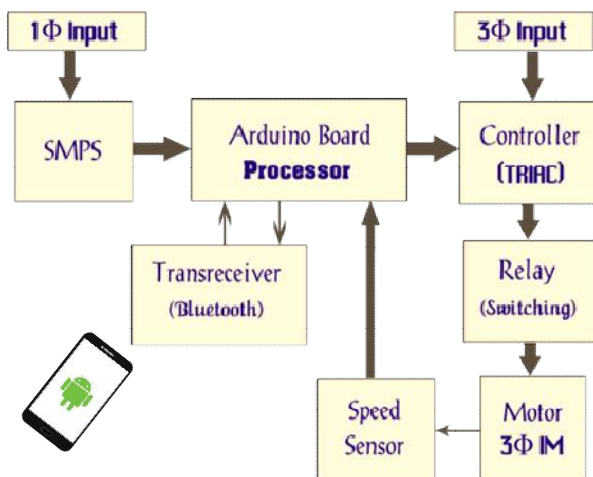 1Φ Input
3Φ Input
SMPS
Arduino Board
Processor
Controller
(TRIAC)
Transreceiver
(Bluetooth)
Relay
(Switching)
Speed
Sensor
Motor
3Φ IM